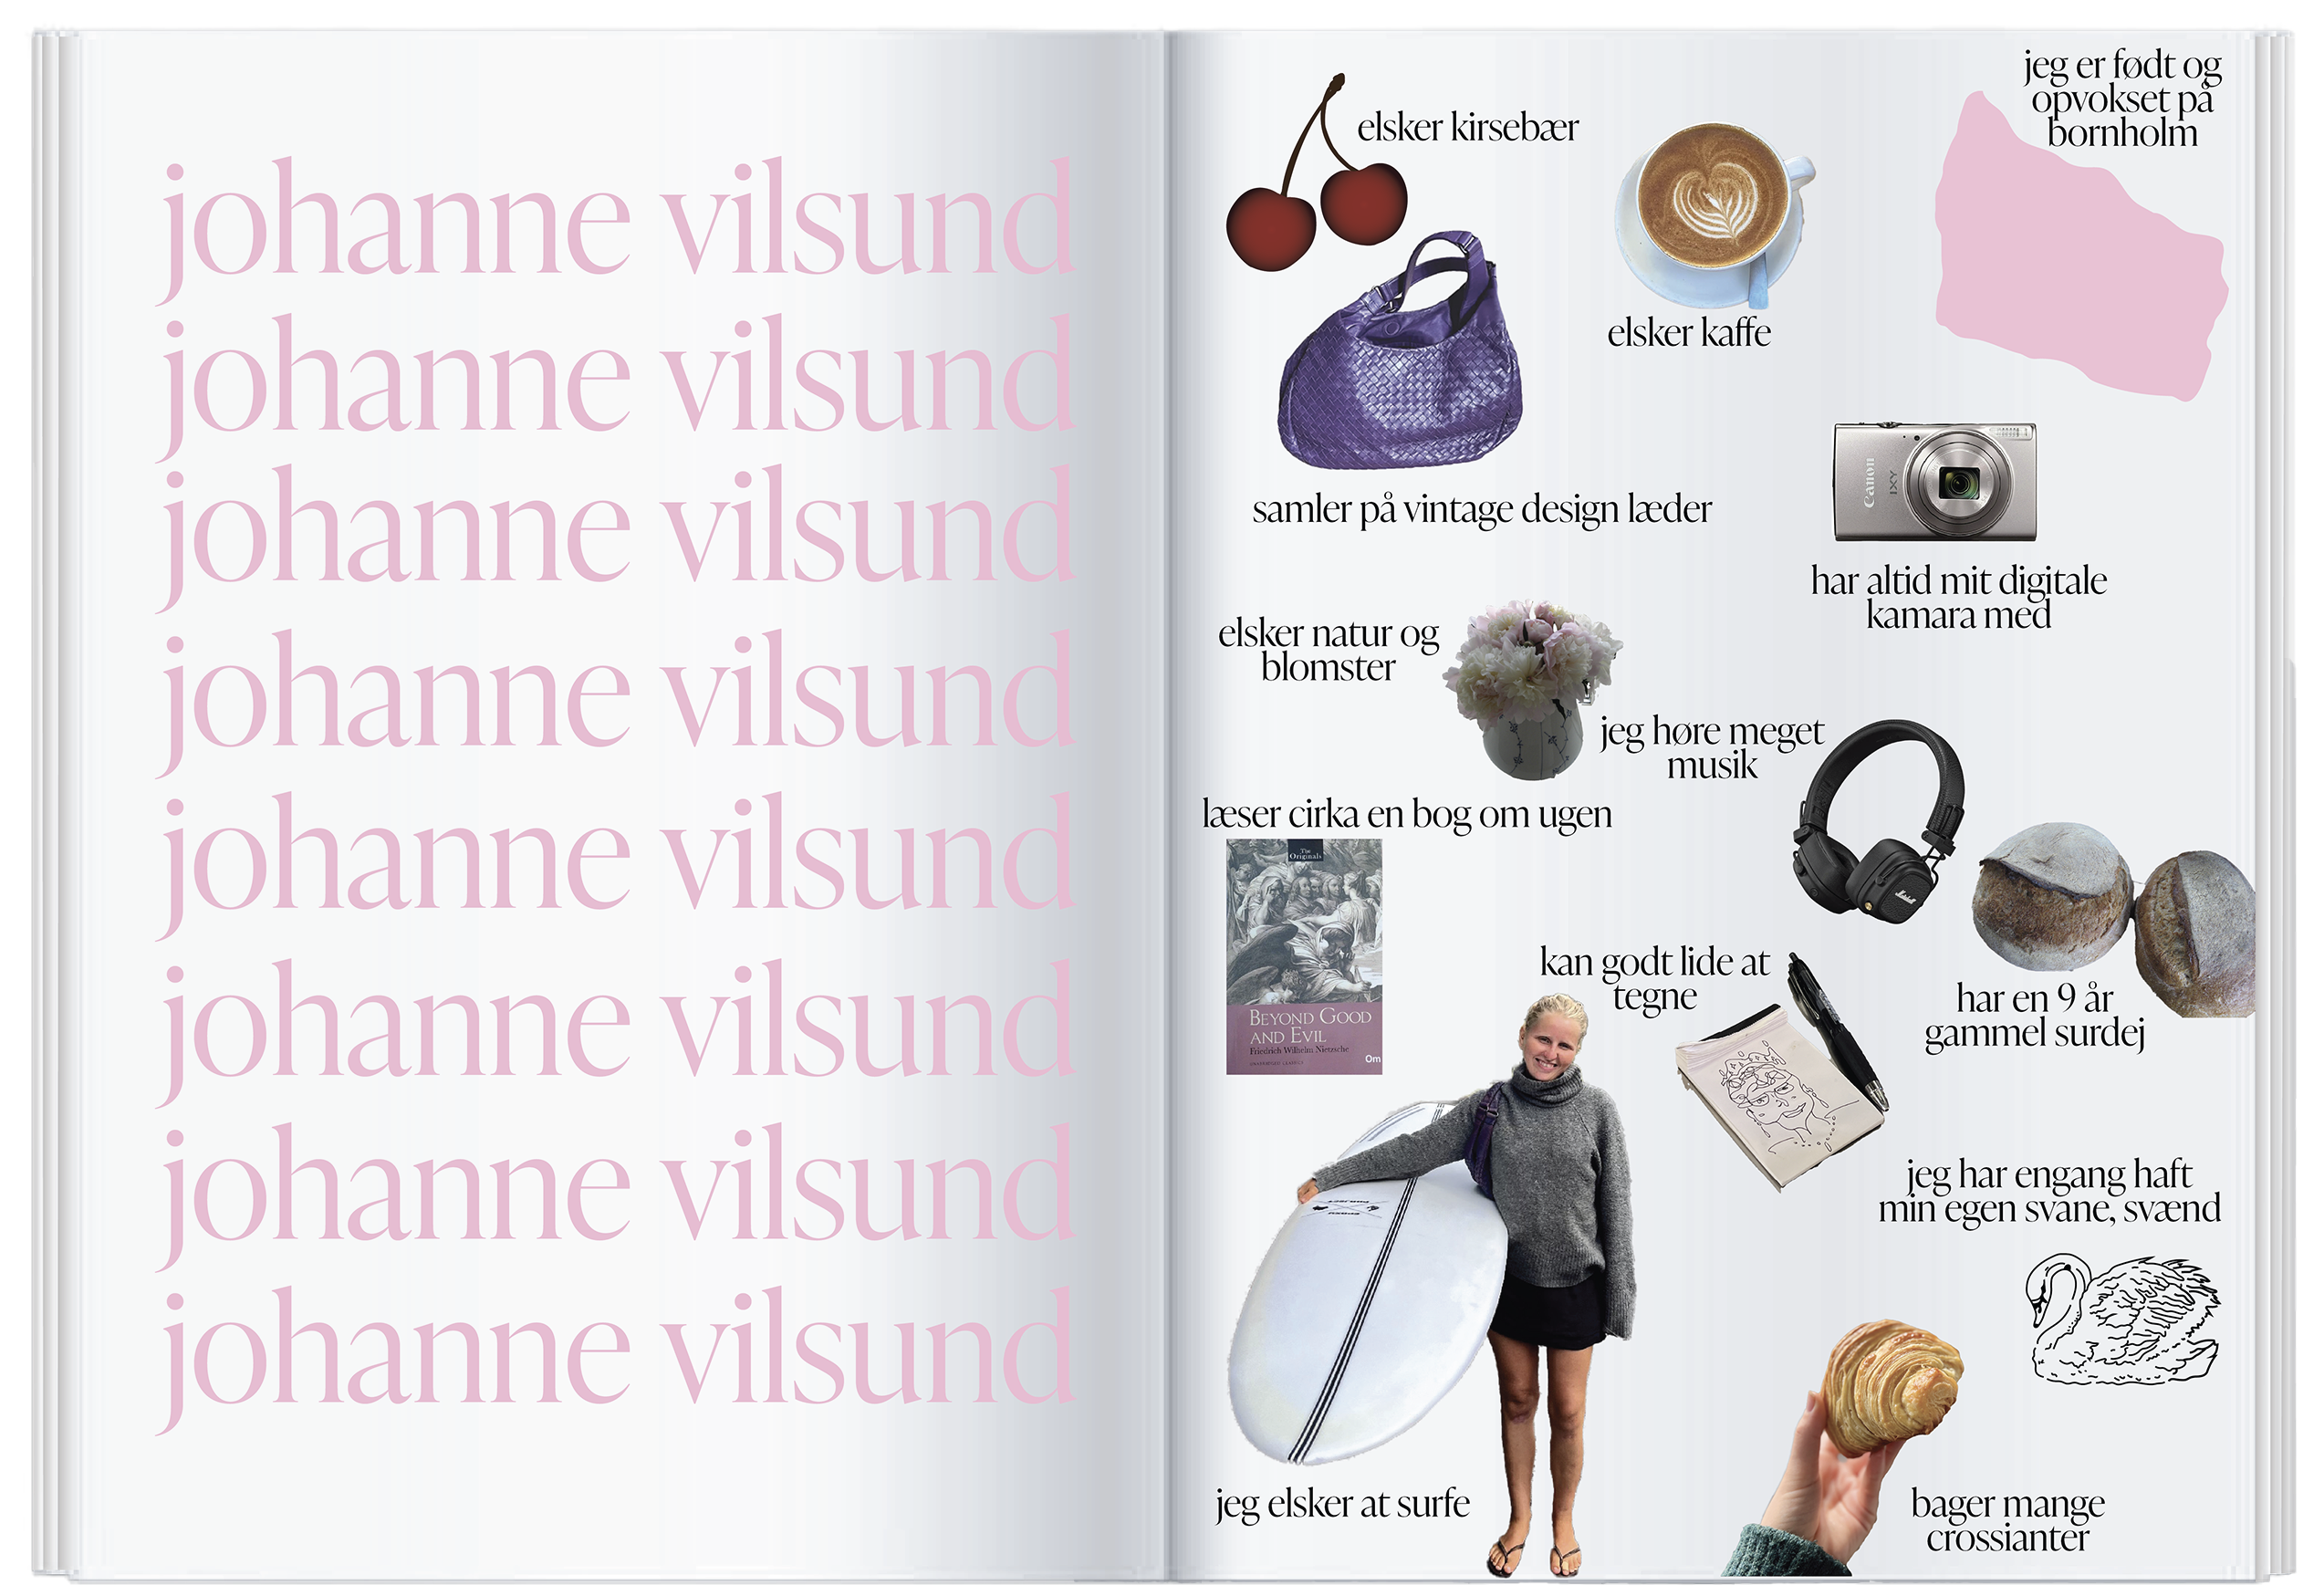 johanne vilsund
johanne vilsund
johanne vilsund
johanne vilsund
johanne vilsund
johanne vilsund
johanne vilsund
johanne vilsund
elsker kirsebær
jeg er født og
opvokset på
bornholm
elsker kaffe
samler på vintage design læder
Canon
IXY
har altid mit digitale
kamara med
elsker natur og
blomster
jeg høre meget
musik
læser cirka en bog om ugen
The
Originals
BEYOND GOOD
AND EVIL
Friedrich Wilhelm Nietzsche
Om
Marshall
kan godt lide at
tegne
har en 9 år
gammel surdej
jeg har engang haft
min egen svane, svænd
jeg elsker at surfe
bager mange
crossianter